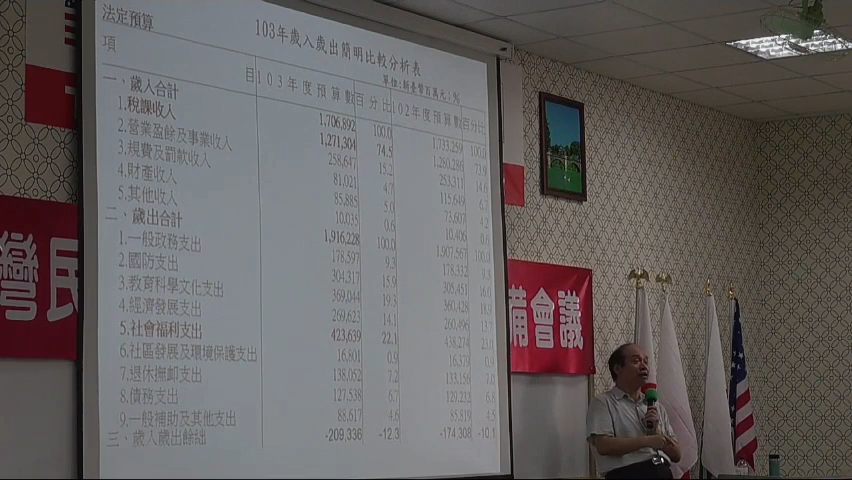 法定預算
103年歲入歲出簡明比較分析表
單位:新臺幣百萬元;%
項 目 103年度預算數 百分比 102年度預算數 百分比
一、歲入合計 1,706,892 100.0 1,733,259 100.0
1.稅課收入 1,271,304 74.5 1,280,286 73.9
2.營業盈餘及事業收入 258,647 15.2 253,311 14.6
3.規費及罰款收入 81,021 4.7 115,649 6.7
4.財產收入 85,885 5.0 73,607 4.2
5.其他收入 10,035 0.6 10,406 0.6
二、歲出合計 1,916,228 100.0 1,907,567 100.0
1.一般政務支出 178,597 9.3 178,332 9.3
2.國防支出 304,317 15.9 305,451 16.0
3.教育科學文化支出 369,044 19.3 360,428 18.9
4.經濟發展支出 269,623 14.1 260,496 13.7
5.社會福利支出 423,639 22.1 438,274 23.0
6.社區發展及環境保護支出 16,801 0.9 16,379 0.9
7.退休撫卹支出 138,052 7.2 133,156 7.0
8.債務支出 127,538 6.7 129,232 6.8
9.一般補助及其他支出 88,617 4.6 85,819 4.5
三、歲入歲出餘絀 -209,336 -12.3 -174,308 -10.1
灣民
備會議